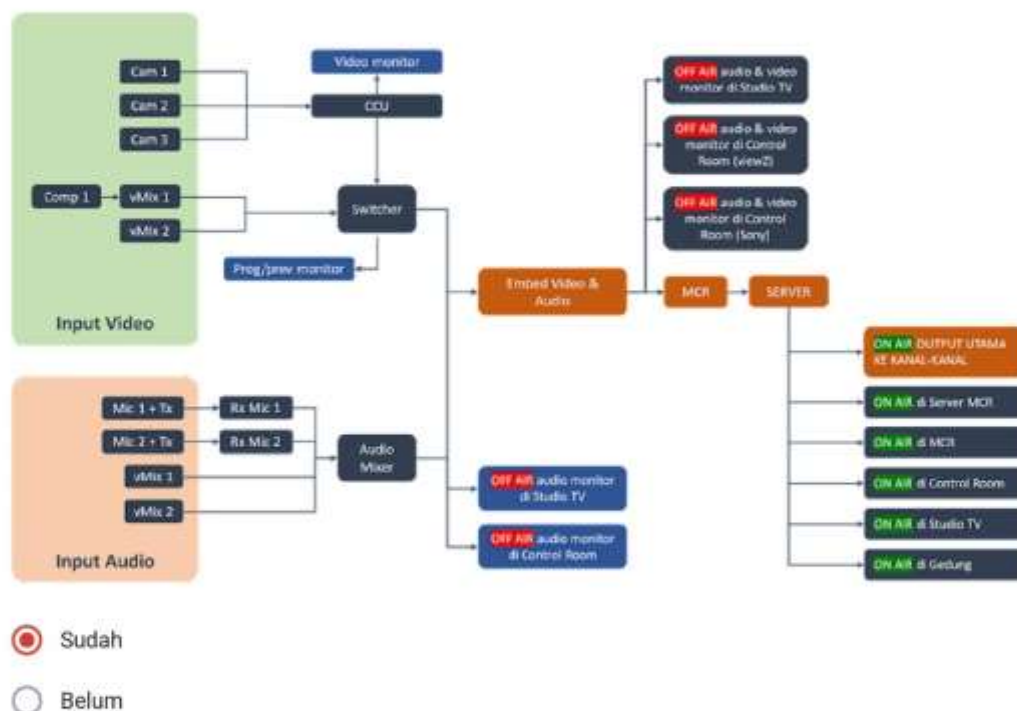 Cam 1
Cam 2
Cam 3
Comp 1
vMix 1
vMix 2
Input Video
Video monitor
CCU
Switcher
Prog/prev monitor
Mic 1 + Tx
Mic 2 + Tx
vMix 1
vMix 2
Rx Mic 1
Rx Mic 2
Input Audio
Audio
Mixer
Embed Video &
Audio
OFF AIR audio monitor
di Studio TV
OFF AIR audio monitor
di Control Room
OFF AIR audio & video
monitor di Studio TV
OFF AIR audio & video
monitor di Control
Room (view2)
OFF AIR audio & video
monitor di Control
Room (Sony)
MCR
SERVER
ON AIR OUTPUT UTAMA
KE KANAL-KANAL
ON AIR di Server MCR
ON AIR di MCR
ON AIR di Control Room
ON AIR di Studio TV
ON AIR di Gedung
Sudah
Belum